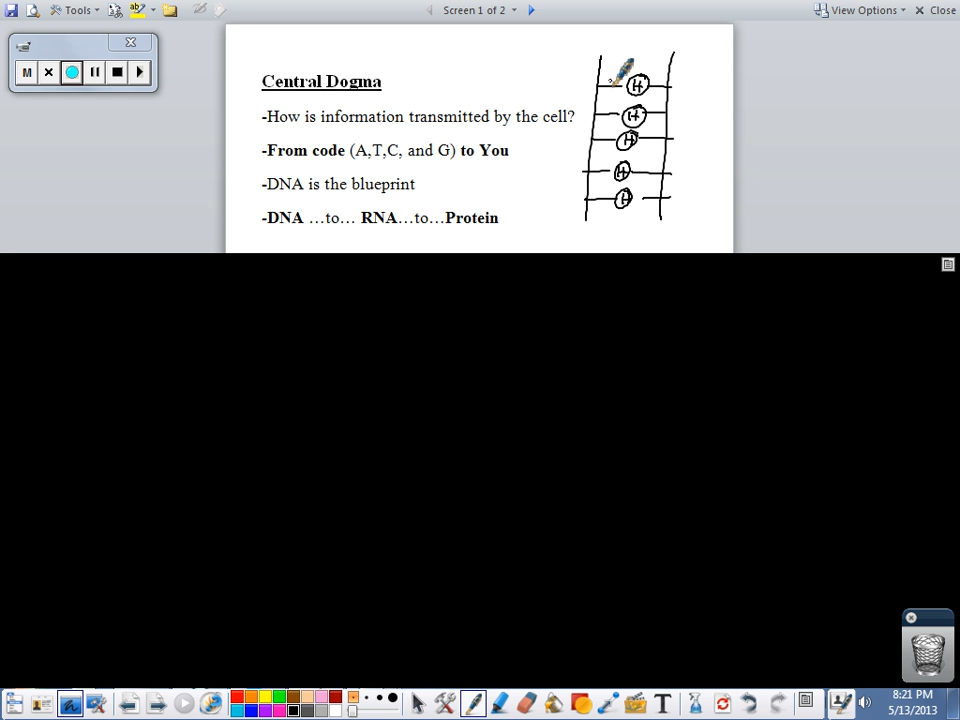 Tools
Screen 1 of 2
View Options
Close
M
Central Dogma
-How is information transmitted by the cell?
-From code (A,T,C, and G) to You
-DNA is the blueprint
-DNA …to… RNA…to…Protein
H
H
H
H
H
T
8:21 PM
5/13/2013